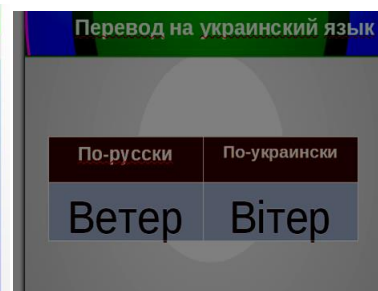 Перевод на украинский язык
По-русски По-украински
Ветер Вітер